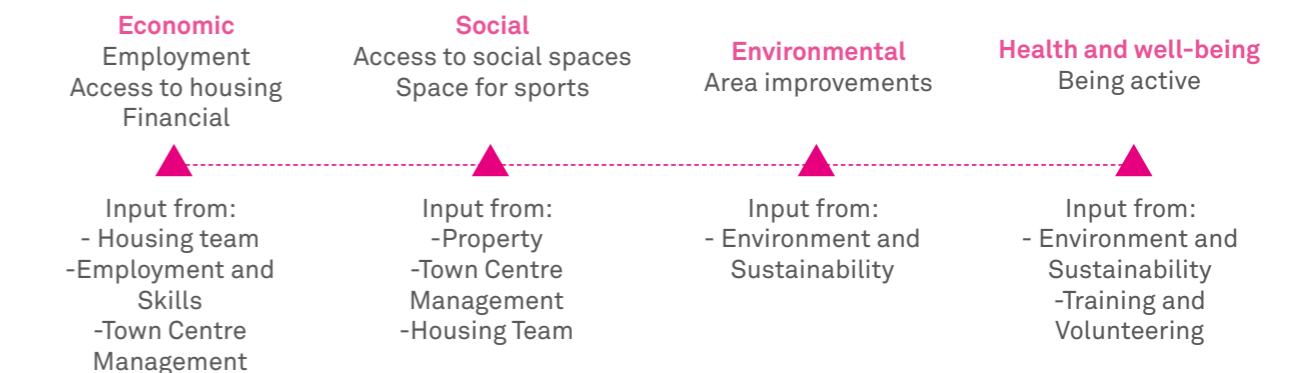 Economic
Employment
Access to housing
Financial
Social
Access to social spaces
Space for sports
Environmental
Area improvements
Health and well-being
Being active
Input from:
- Housing team
-Employment and
Skills
-Town Centre
Management
Input from:
-Property
-Town Centre
Management
-Housing Team
Input from:
- Environment and
Sustainability
Input from:
- Environment and
Sustainability
-Training and
Volunteering